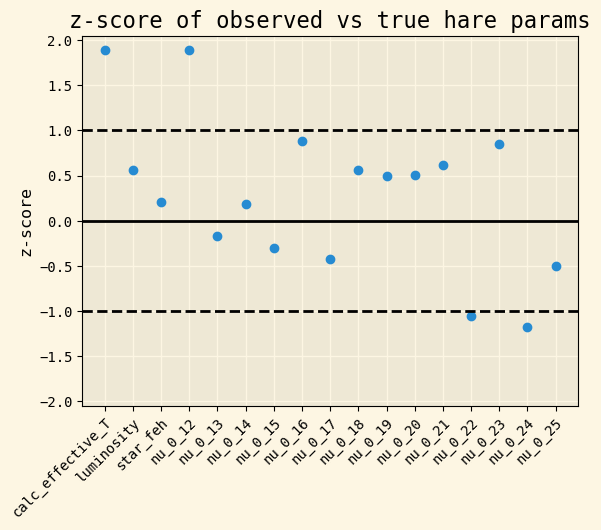 z-score of observed vs true hare params
z-score
2.0
1.5
1.0
0.5
0.0
−0.5
−1.0
−1.5
−2.0
calc_effective_T
luminosity
star_feh
nu_0_12
nu_0_13
nu_0_14
nu_0_15
nu_0_16
nu_0_17
nu_0_18
nu_0_19
nu_0_20
nu_0_21
nu_0_22
nu_0_23
nu_0_24
nu_0_25